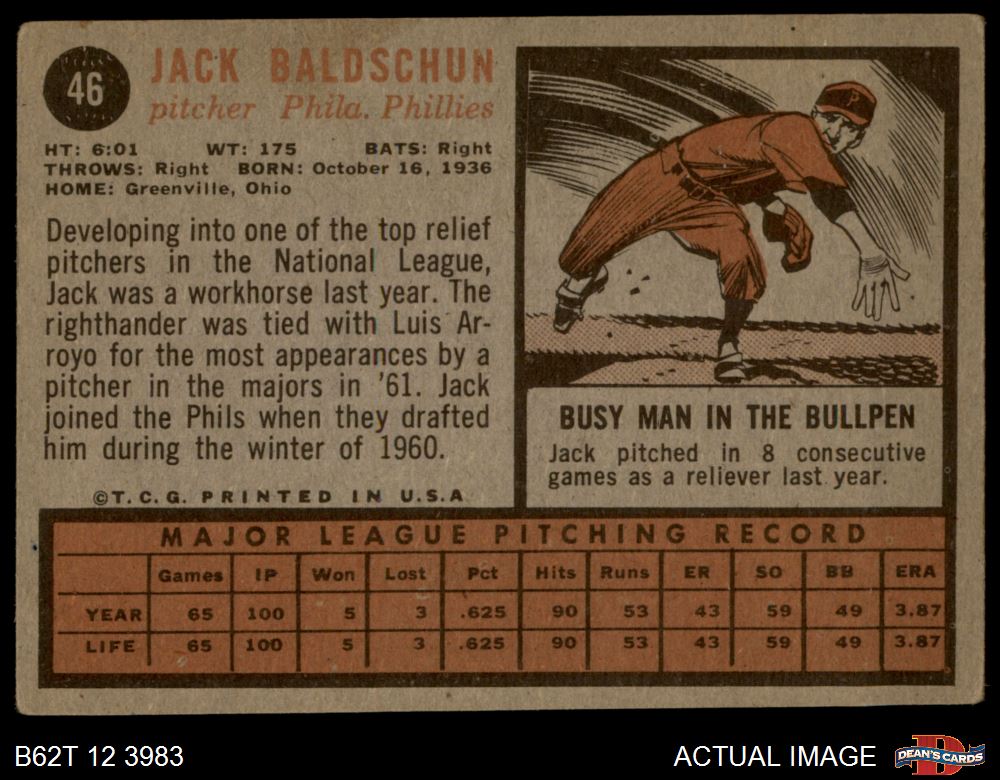 46
JACK BALDSCHUN
pitcher Phila. Phillies
HT: 6:01 WT: 175 BATS: Right
THROWS: Right BORN: October 16, 1936
HOME: Greenville, Ohio
Developing into one of the top relief
pitchers in the National League,
Jack was a workhorse last year. The
righthander was tied with Luis Ar-
royo for the most appearances by a
pitcher in the majors in '61. Jack
joined the Phils when they drafted
him during the winter of 1960.
©T.C.G. PRINTED IN U.S.A
P
BUSY MAN IN THE BULLPEN
Jack pitched in 8 consecutive
games as a reliever last year.
MAJOR LEAGUE PITCHING RECORD
Games IP Won Lost Pct Hits Runs ER SO BB ERA
YEAR 65 100 5 3 .625 90 53 43 59 49 3.87
LIFE 65 100 5 3 .625 90 53 43 59 49 3.87
B62T 12 3983
ACTUAL IMAGE
D
DEAN'S CARDS